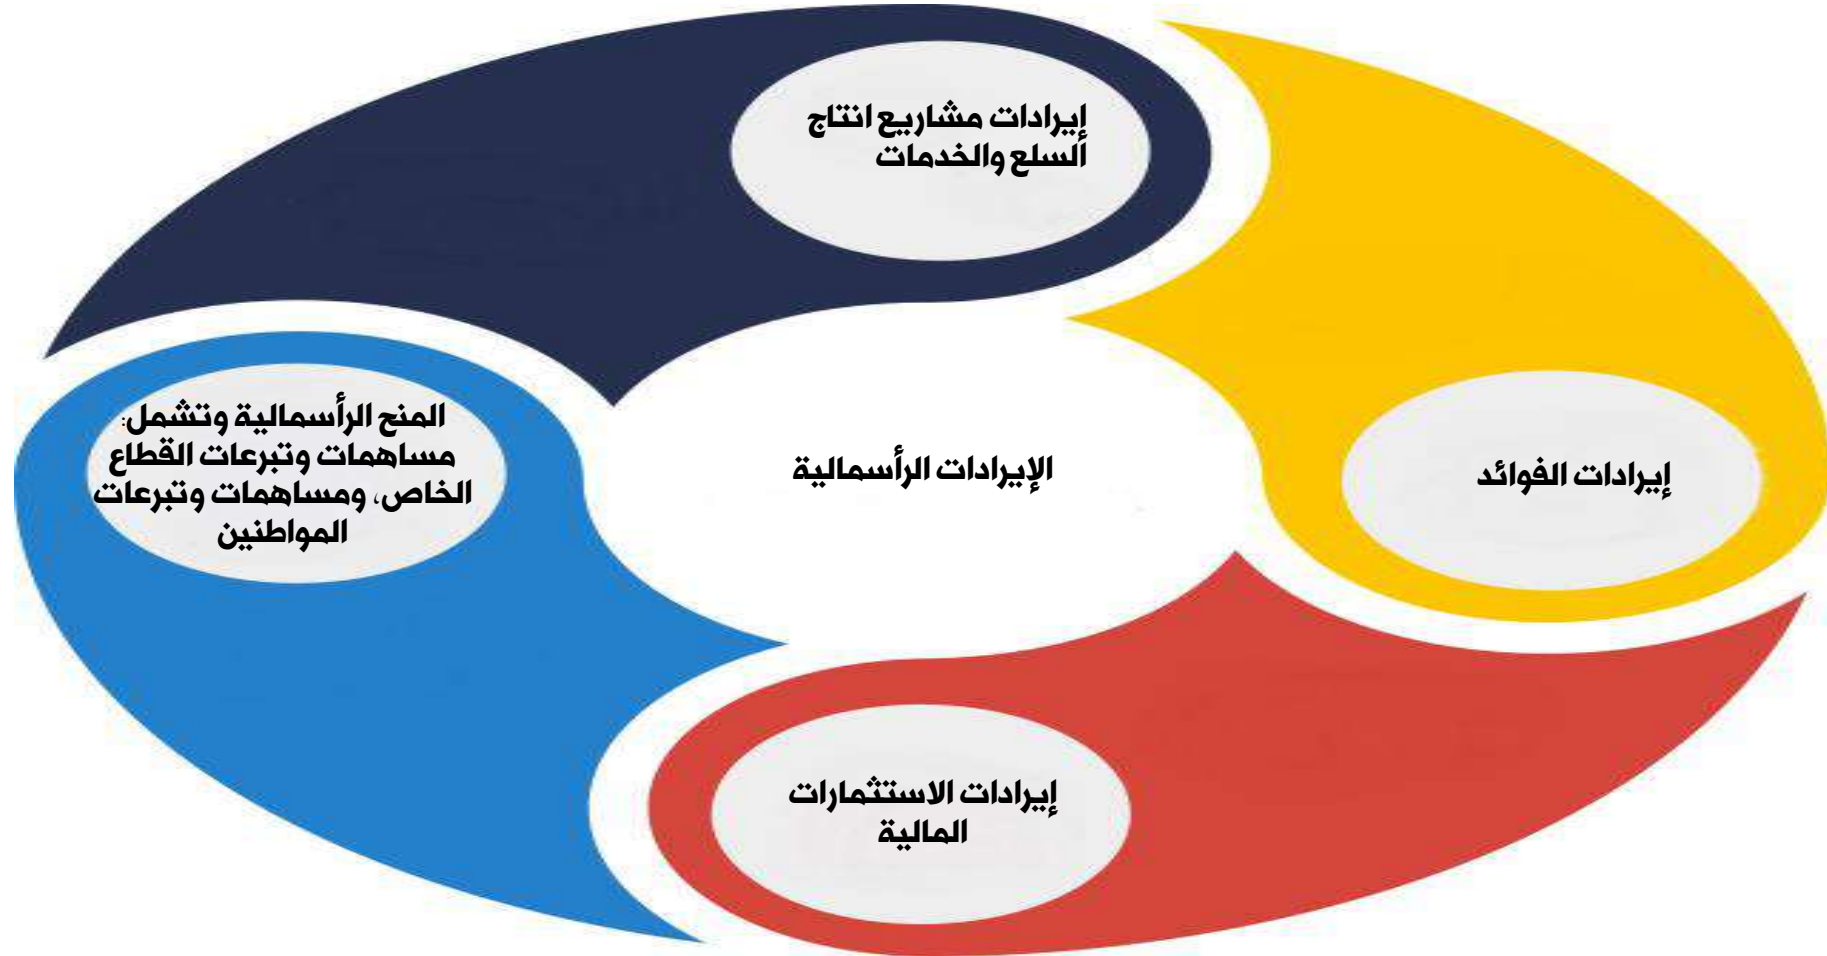 إيرادات مشاريع انتاج
السلع والخدمات
إيرادات الفوائد
الإيرادات الرأسمالية
المنح الرأسمالية وتشمل:
مساهمات وتبرعات القطاع
الخاص، ومساهمات وتبرعات
المواطنين
إيرادات الاستثمارات
المالية